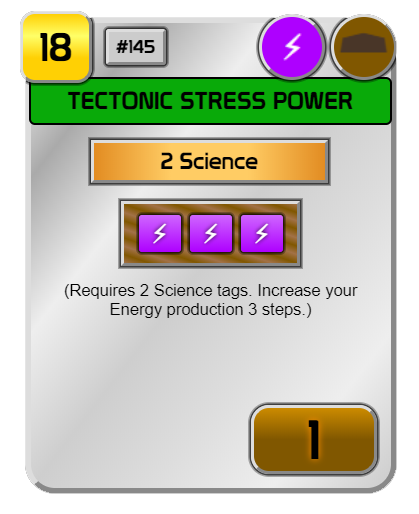 18
#145
TECTONIC STRESS POWER
2 Science
(Requires 2 Science tags. Increase your
Energy production 3 steps.)
1